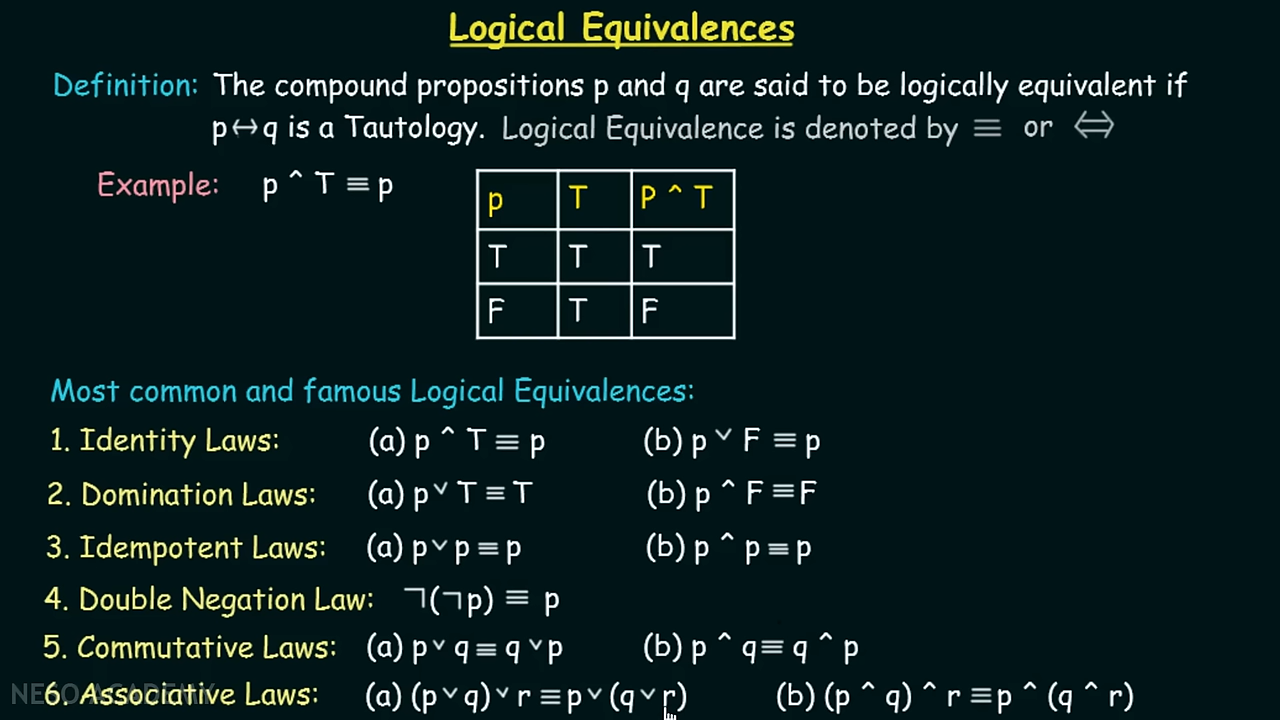 Logical Equivalences
Definition: The compound propositions p and q are said to be logically equivalent if
p↔q is a Tautology. Logical Equivalence is denoted by ≡ or ⇔
Example: p ^ T ≡ p
p T P ^ T
T T T
F T F
Most common and famous Logical Equivalences:
1. Identity Laws: (a) p ^ T ≡ p (b) p ˅ F ≡ p
2. Domination Laws: (a) p ˅ T ≡ T (b) p ^ F ≡ F
3. Idempotent Laws: (a) p ˅ p ≡ p (b) p ^ p ≡ p
4. Double Negation Law: ¬(¬p) ≡ p
5. Commutative Laws: (a) p ˅ q ≡ q ˅ p (b) p ^ q ≡ q ^ p
6. Associative Laws: (a) (p ˅ q) ˅ r ≡ p ˅ (q ˅ r) (b) (p ^ q) ^ r ≡ p ^ (q ^ r)
NESO ACADEMY